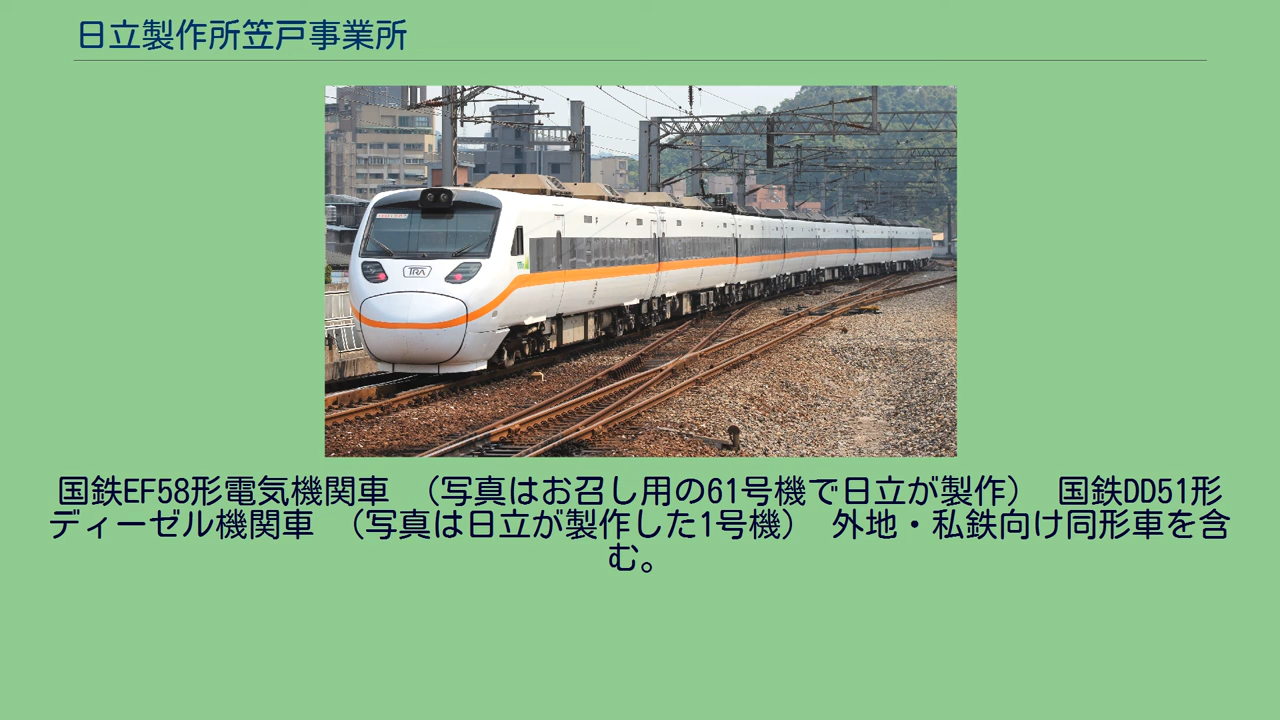 日立製作所笠戸事業所
TRA
国鉄EF58形電気機関車　（写真はお召し用の61号機で日立が製作）　国鉄DD51形
ディーゼル機関車　（写真は日立が製作した1号機）　外地・私鉄向け同形車を含
む。